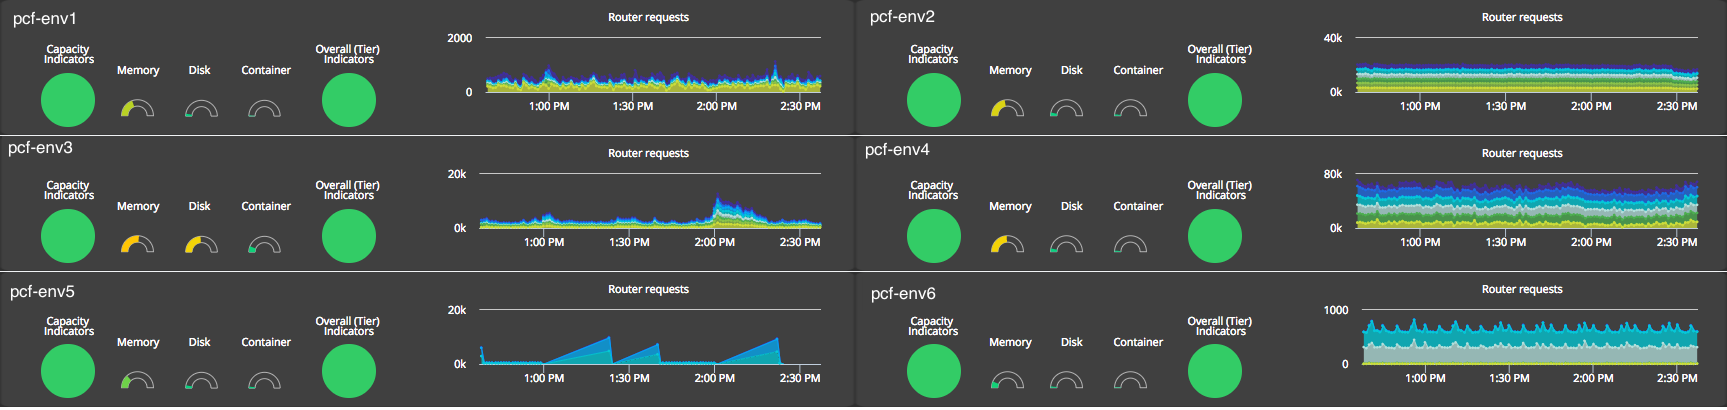 pcf-env1
Router requests
Capacity
Indicators
Memory
Disk
Container
Overall (Tier)
Indicators
2000
0
1:00 PM
1:30 PM
2:00 PM
2:30 PM
pcf-env2
Router requests
Capacity
Indicators
Memory
Disk
Container
Overall (Tier)
Indicators
40k
0k
1:00 PM
1:30 PM
2:00 PM
2:30 PM
pcf-env3
Router requests
Capacity
Indicators
Memory
Disk
Container
Overall (Tier)
Indicators
20k
0k
1:00 PM
1:30 PM
2:00 PM
2:30 PM
pcf-env4
Router requests
Capacity
Indicators
Memory
Disk
Container
Overall (Tier)
Indicators
80k
0k
1:00 PM
1:30 PM
2:00 PM
2:30 PM
pcf-env5
Router requests
Capacity
Indicators
Memory
Disk
Container
Overall (Tier)
Indicators
20k
0k
1:00 PM
1:30 PM
2:00 PM
2:30 PM
pcf-env6
Router requests
Capacity
Indicators
Memory
Disk
Container
Overall (Tier)
Indicators
1000
0
1:00 PM
1:30 PM
2:00 PM
2:30 PM